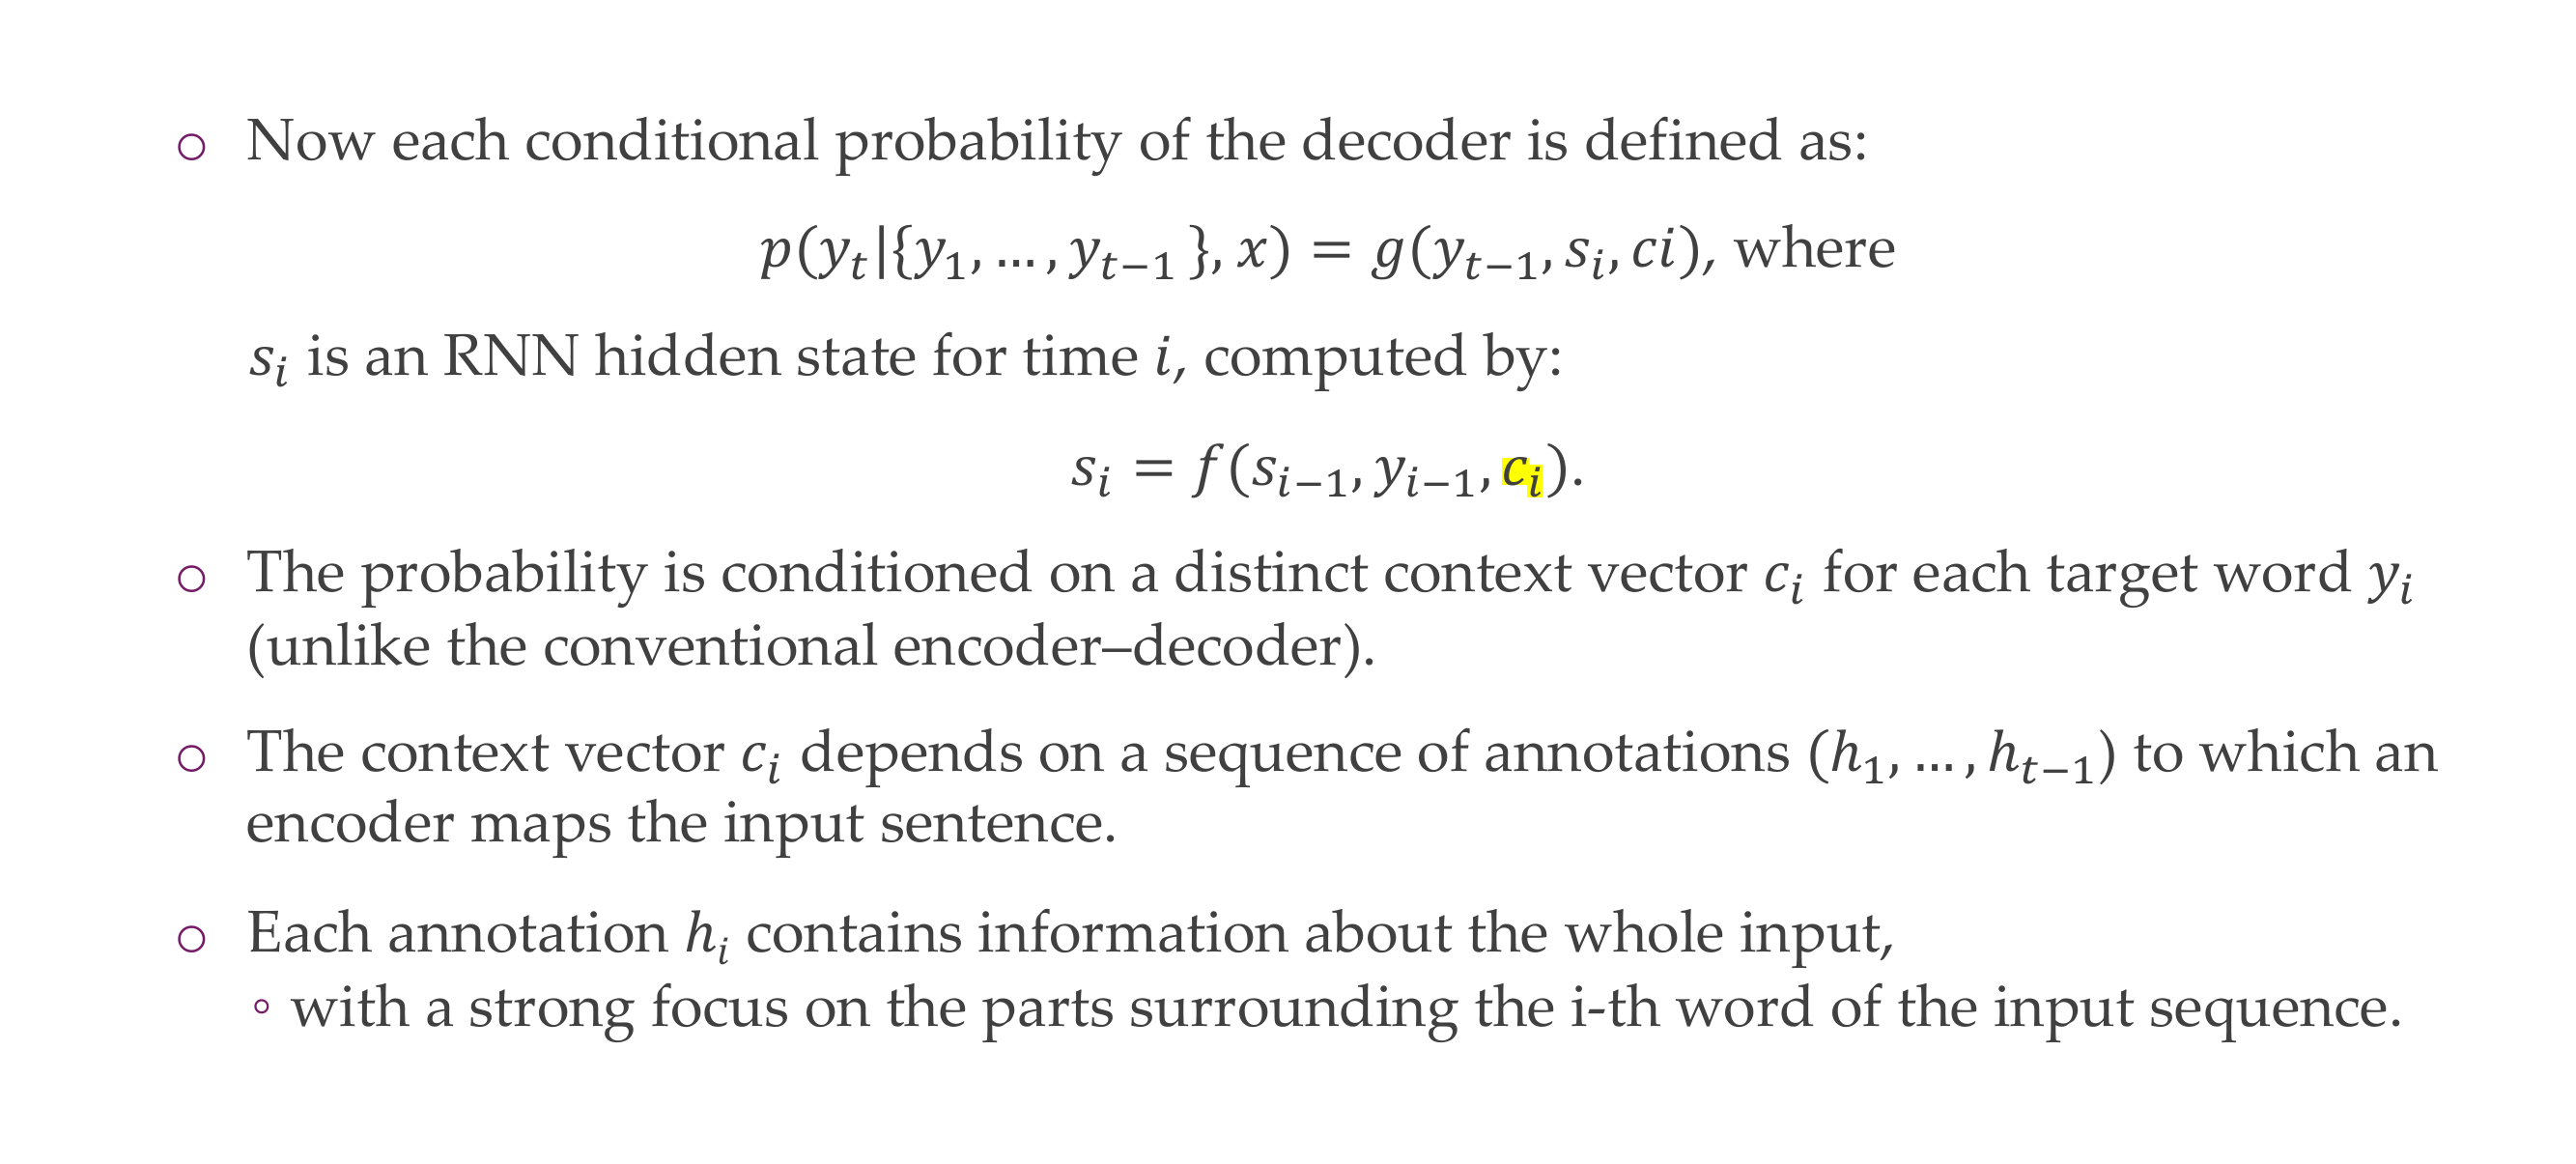 ○ Now each conditional probability of the decoder is defined as:
p(y_t|{y_1, … , y_{t−1} }, x) = g(y_{t−1}, s_i, ci), where
s_i is an RNN hidden state for time i, computed by:
s_i = f(s_{i−1}, y_{i−1}, c_i).
○ The probability is conditioned on a distinct context vector c_i for each target word y_i
(unlike the conventional encoder–decoder).
○ The context vector c_i depends on a sequence of annotations (h_1, … , h_{t−1}) to which an
encoder maps the input sentence.
○ Each annotation h_i contains information about the whole input,
◦ with a strong focus on the parts surrounding the i-th word of the input sequence.